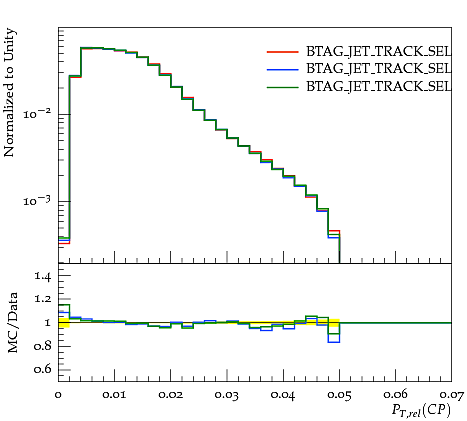 Normalized to Unity
BTAG_JET_TRACK_SEL
BTAG_JET_TRACK_SEL
BTAG_JET_TRACK_SEL
10⁻²
10⁻³
MC/Data
1.4
1.2
1
0.8
0.6
0 0.01 0.02 0.03 0.04 0.05 0.06 0.07
P_{T,rel}(CP)